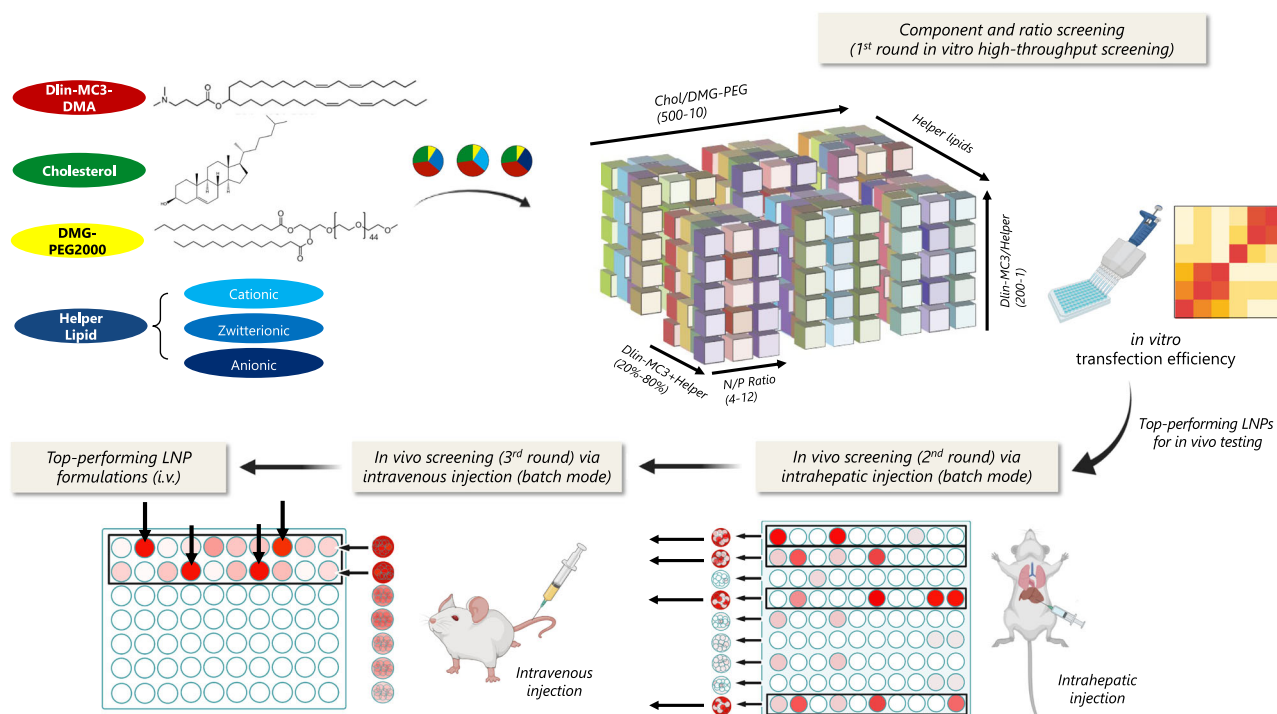 Component and ratio screening
(1st round in vitro high-throughput screening)
Dlin-MC3-
DMA
N
O
O
Cholesterol
HO
H
H
H
DMG-
PEG2000
O
O
O
O
O
O
O
44
Helper
Lipid
Cationic
Zwitterionic
Anionic
Chol/DMG-PEG
(500-10)
Helper lipids
Dlin-MC3/Helper
(200-1)
Dlin-MC3+Helper
(20%-80%)
N/P Ratio
(4-12)
in vitro
transfection efficiency
Top-performing LNPs
for in vivo testing
Top-performing LNP
formulations (i.v.)
In vivo screening (3rd round) via
intravenous injection (batch mode)
In vivo screening (2nd round) via
intrahepatic injection (batch mode)
Intravenous
injection
Intrahepatic
injection